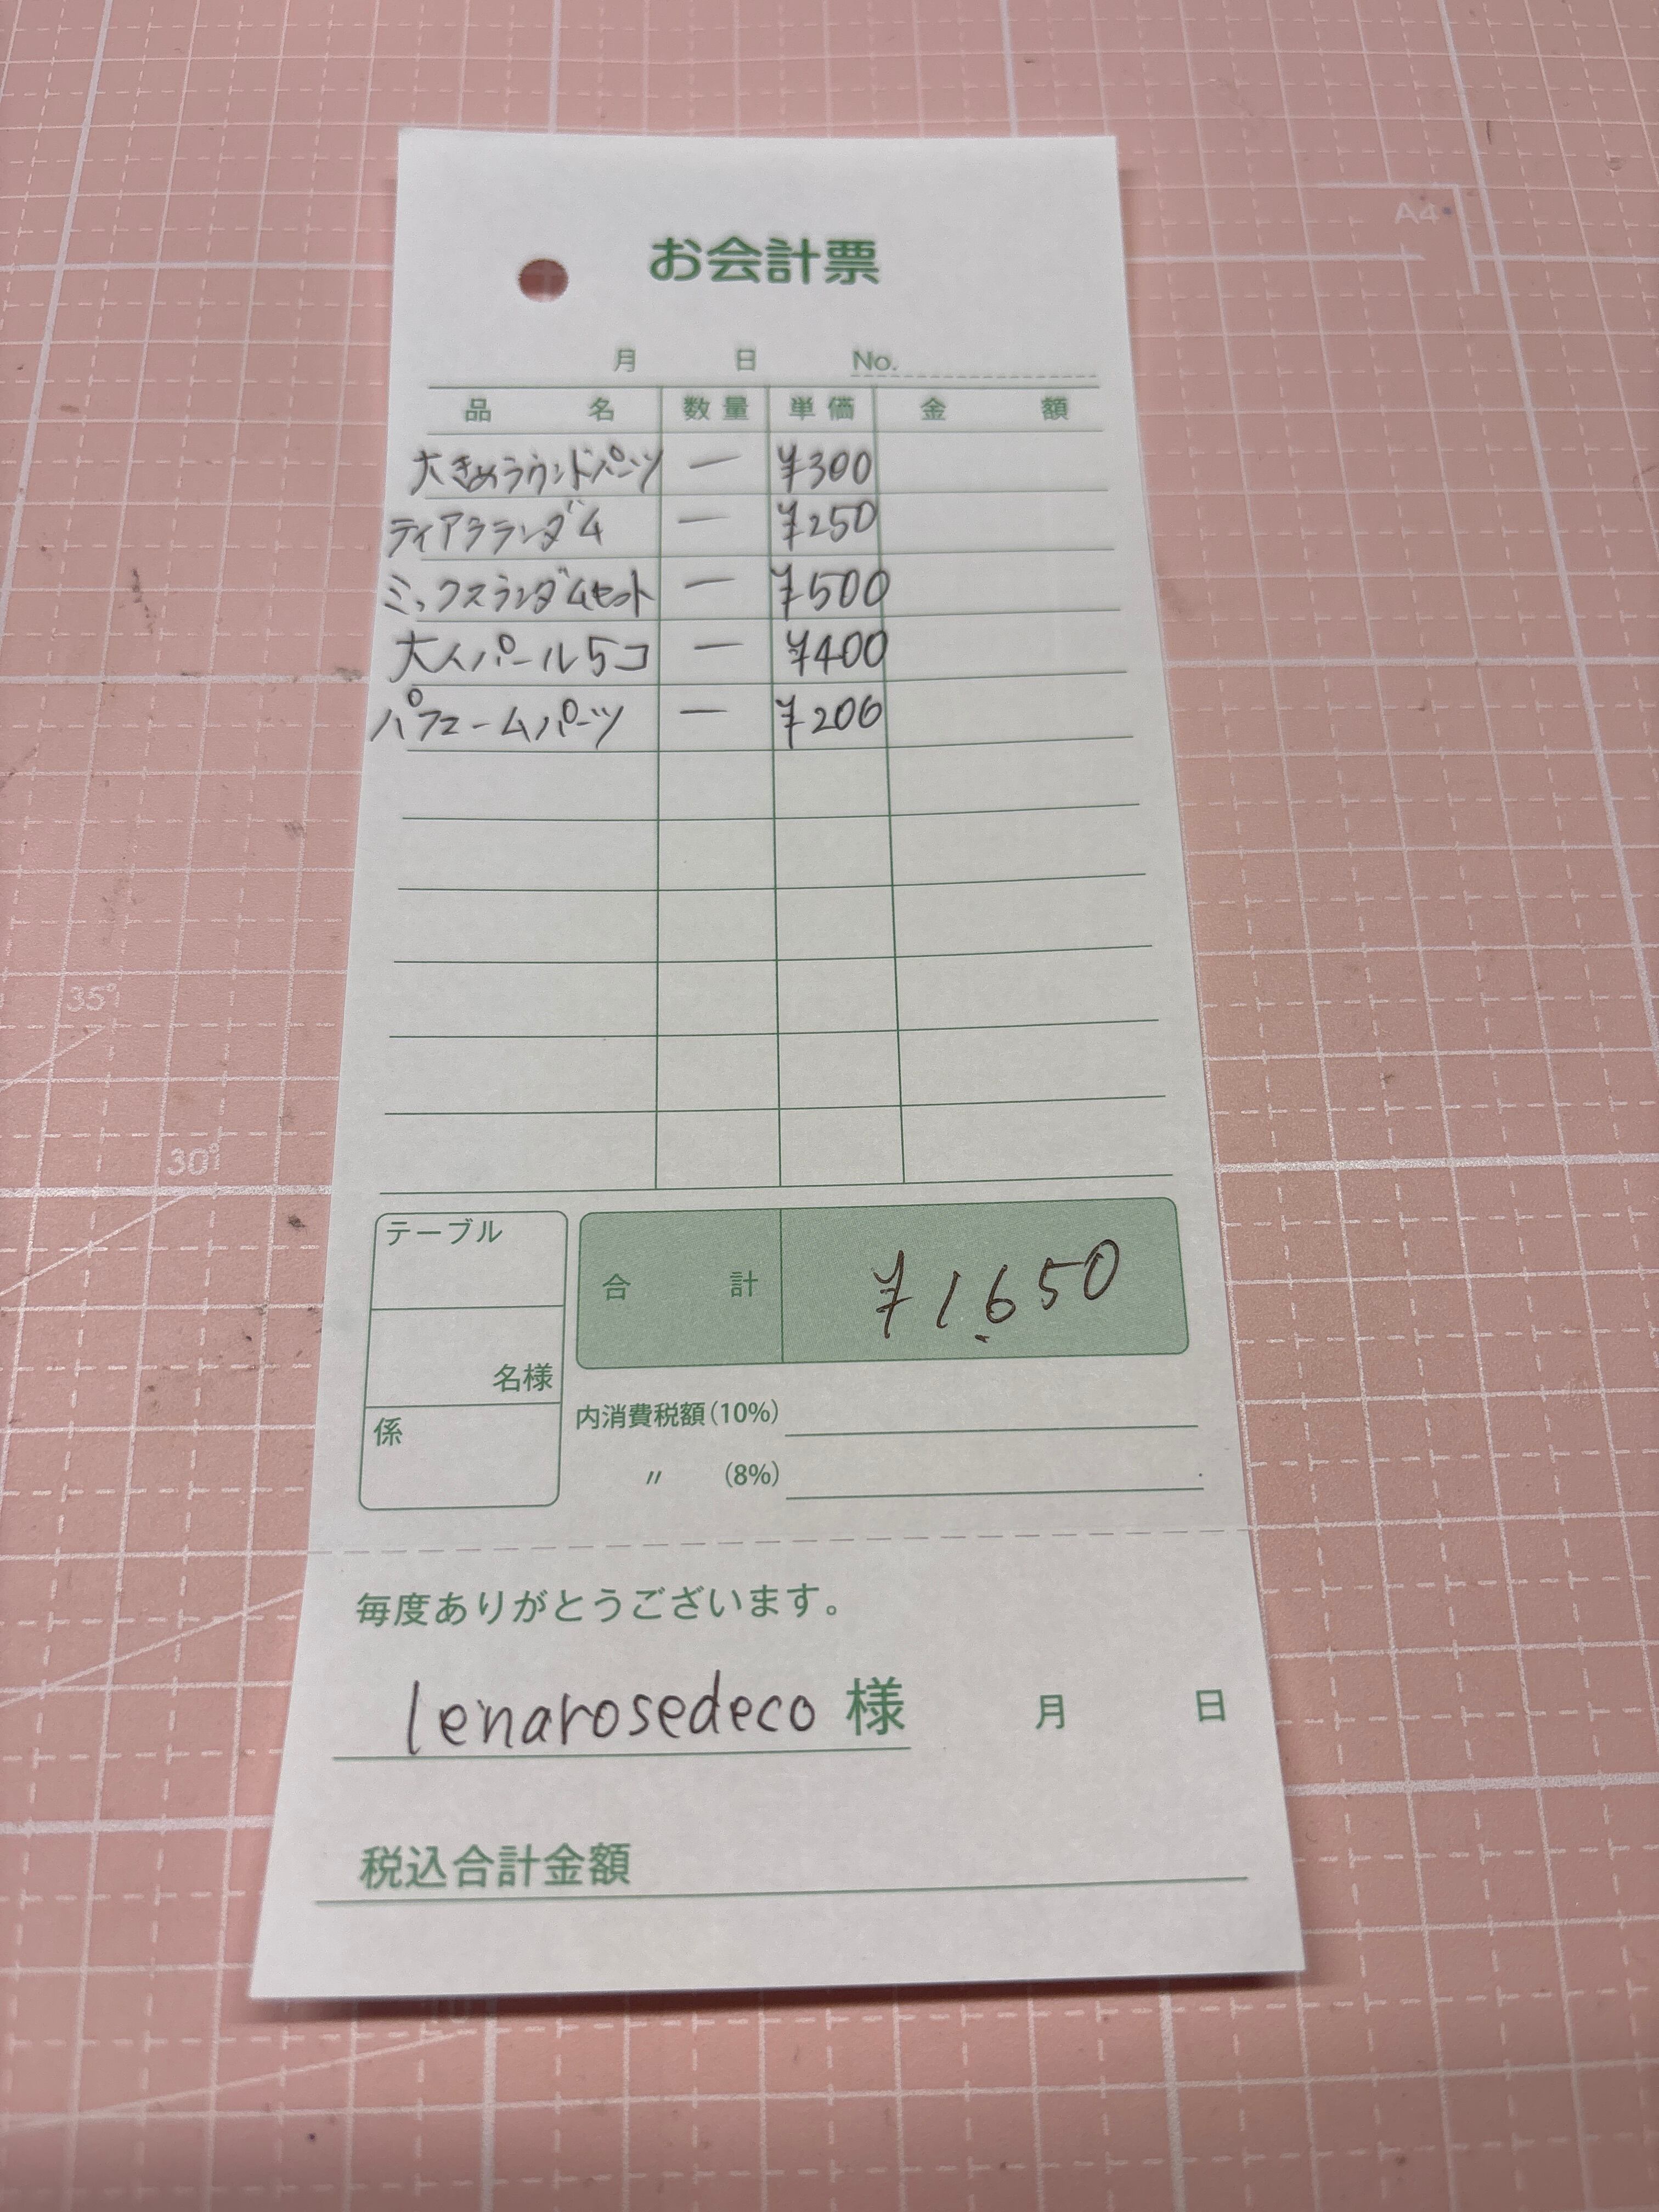 お会計票
月 日 No.
品名 数量 単価 金額
大きめラウンドパーツ 一 ¥300
ティアラランダム 一 ¥250
ミックスランダムセット 一 ¥500
大人パール5コ 一 ¥400
パフュームパーツ 一 ¥200
テーブル
合計 ¥1,650
名様
係
内消費税額(10%)
〃 (8%)
毎度ありがとうございます。
lenarosedeco 様 月 日
税込合計金額
A4
35°
30°